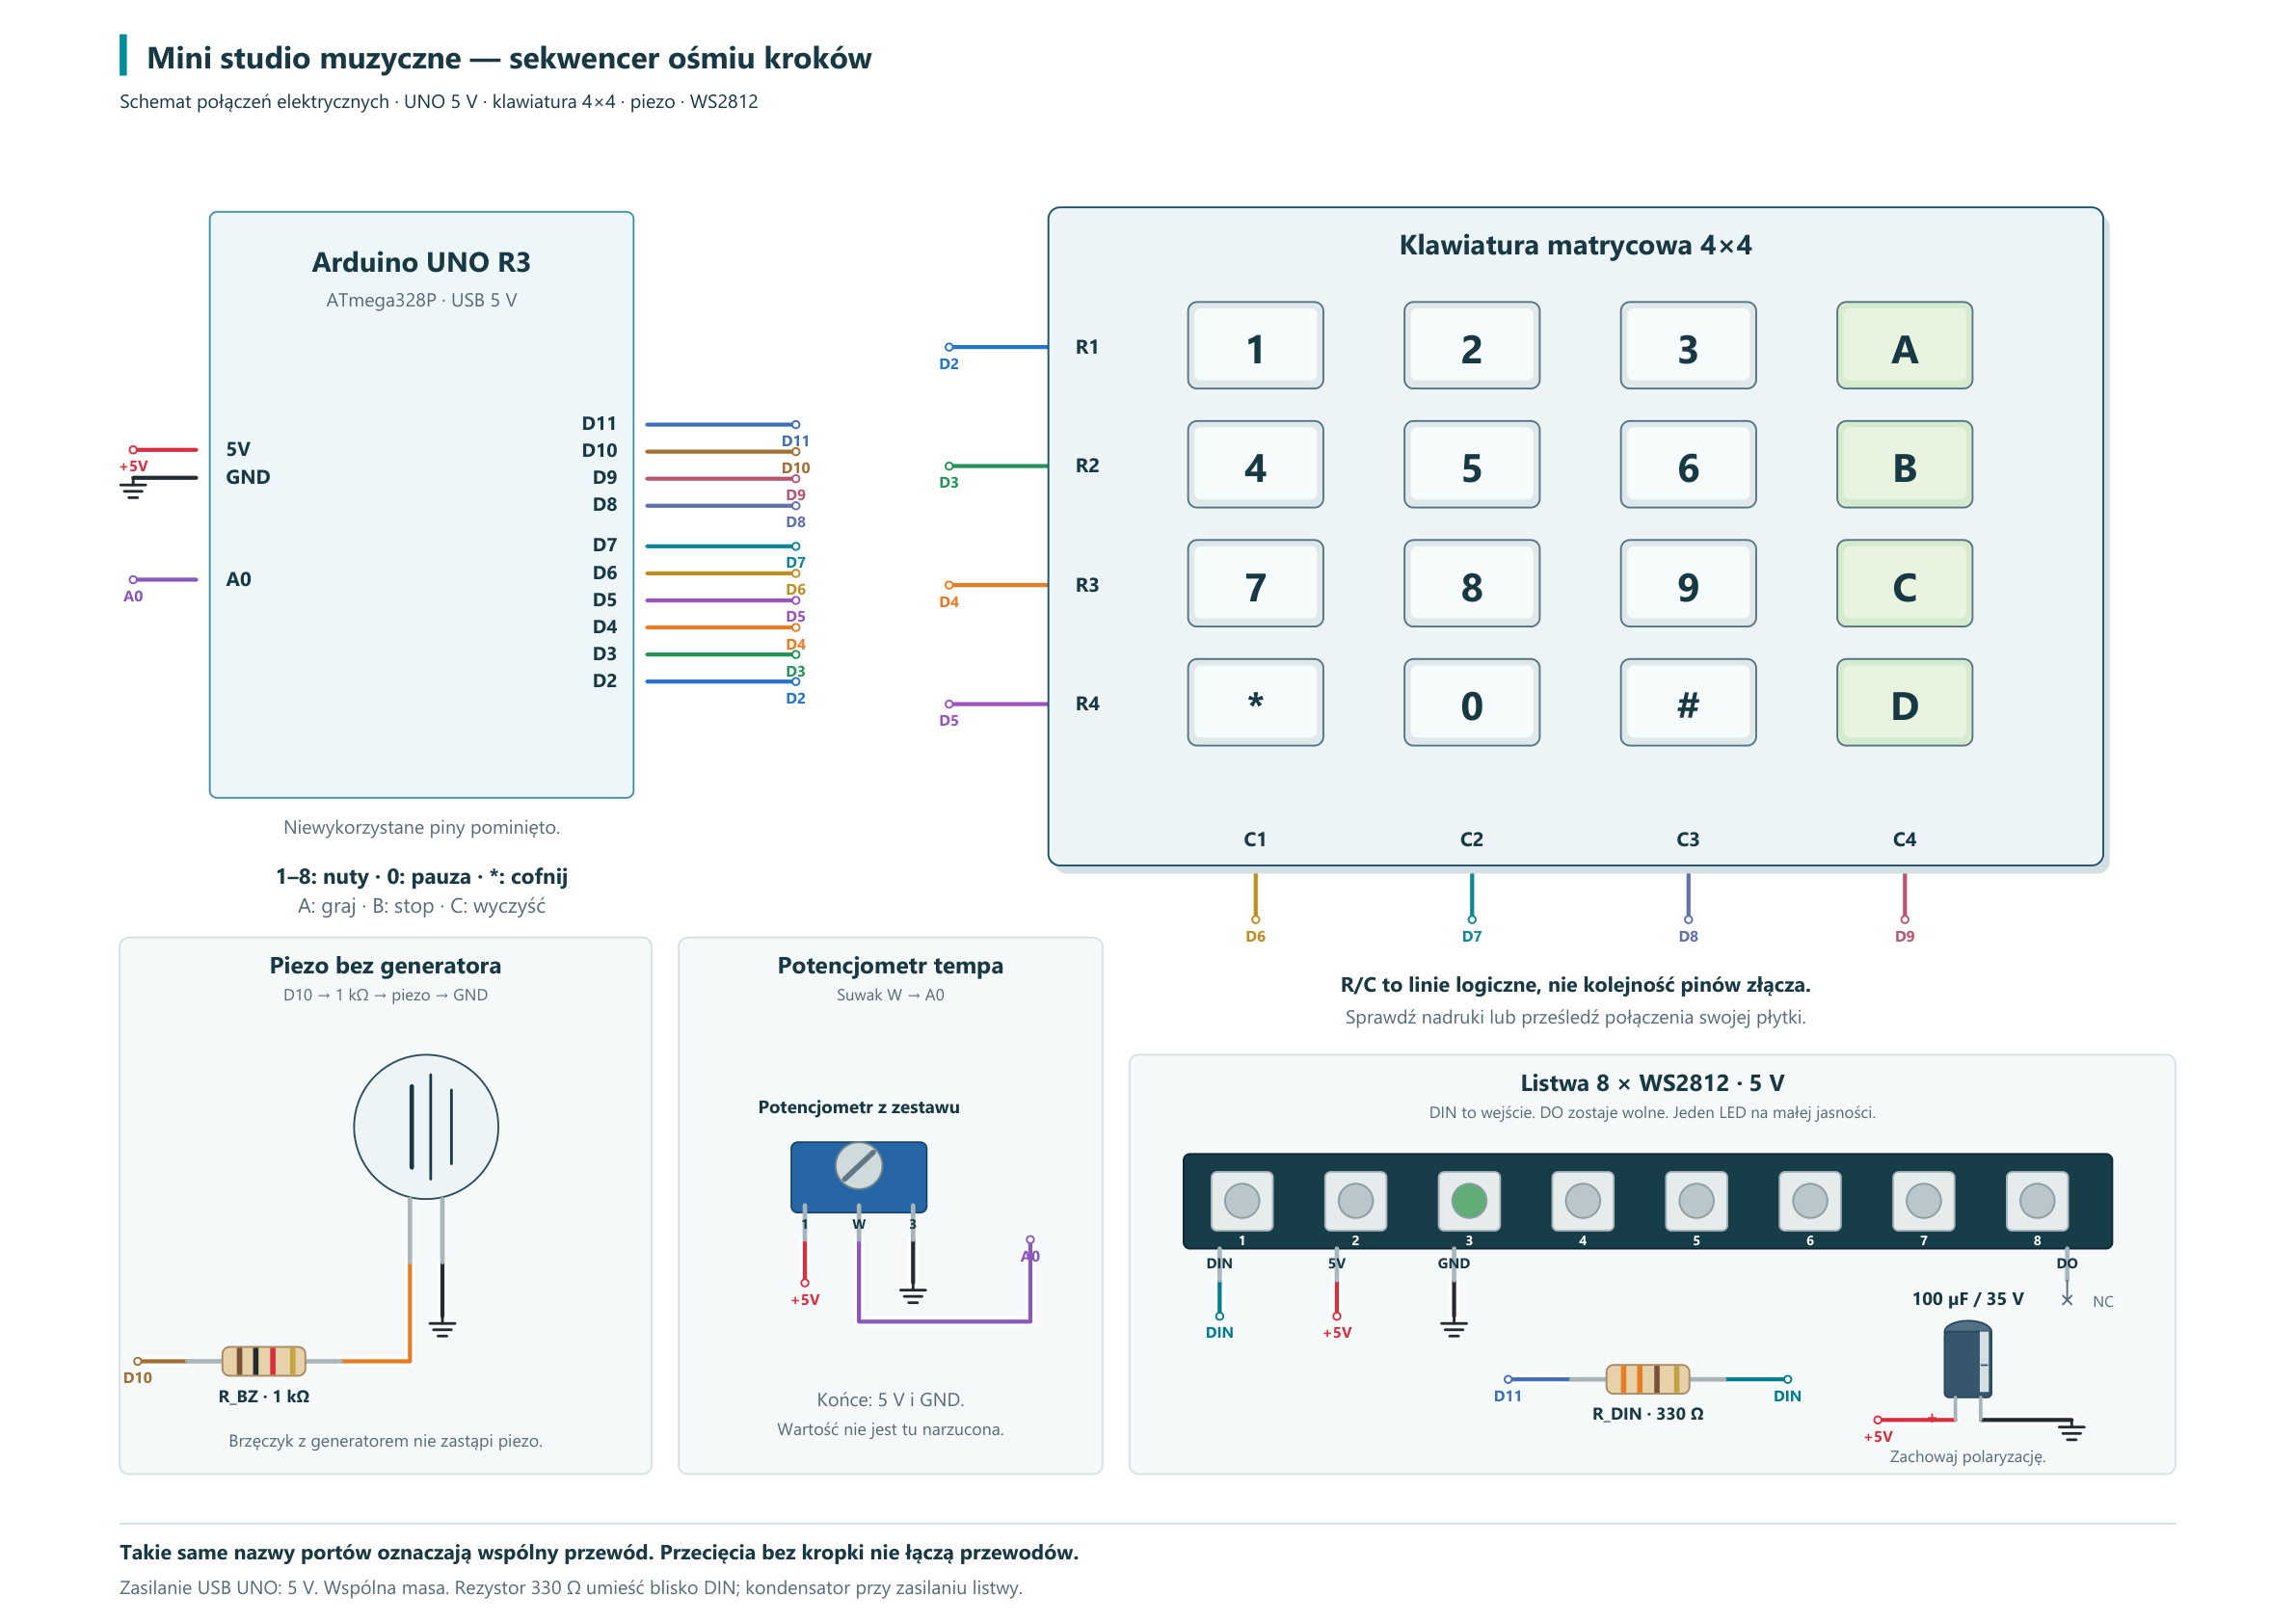 Mini studio muzyczne — sekwencer ośmiu kroków
Schemat połączeń elektrycznych · UNO 5 V · klawiatura 4×4 · piezo · WS2812
Arduino UNO R3
ATmega328P · USB 5 V
5V
+5V
GND
A0
A0
D11
D11
D10
D10
D9
D9
D8
D8
D7
D7
D6
D6
D5
D5
D4
D4
D3
D3
D2
D2
Niewykorzystane piny pominięto.
1–8: nuty · 0: pauza · *: cofnij
A: graj · B: stop · C: wyczyść
Klawiatura matrycowa 4×4
D2
R1
1 2 3 A
D3
R2
4 5 6 B
D4
R3
7 8 9 C
D5
R4
* 0 # D
C1 C2 C3 C4
D6 D7 D8 D9
R/C to linie logiczne, nie kolejność pinów złącza.
Sprawdź nadruki lub prześledź połączenia swojej płytki.
Piezo bez generatora
D10 → 1 kΩ → piezo → GND
D10
R_BZ · 1 kΩ
Brzęczyk z generatorem nie zastąpi piezo.
Potencjometr tempa
Suwak W → A0
Potencjometr z zestawu
1 W 3
A0
+5V
Końce: 5 V i GND.
Wartość nie jest tu narzucona.
Listwa 8 × WS2812 · 5 V
DIN to wejście. DO zostaje wolne. Jeden LED na małej jasności.
1 2 3 4 5 6 7 8
DIN 5V GND DO
DIN +5V
100 µF / 35 V
NC
D11
R_DIN · 330 Ω
DIN
+
+5V
Zachowaj polaryzację.
Takie same nazwy portów oznaczają wspólny przewód. Przecięcia bez kropki nie łączą przewodów.
Zasilanie USB UNO: 5 V. Wspólna masa. Rezystor 330 Ω umieść blisko DIN; kondensator przy zasilaniu listwy.